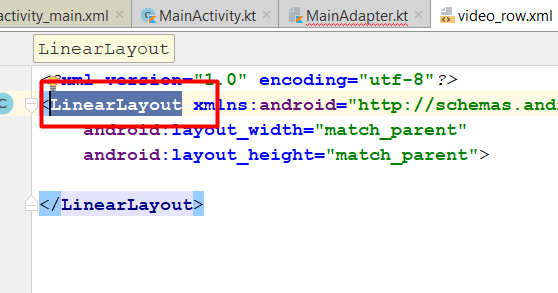 activity_main.xml × MainActivity.kt × MainAdapter.kt × video_row.xml
LinearLayout
<?xml version="1.0" encoding="utf-8"?>
<LinearLayout xmlns:android="http://schemas.and
android:layout_width="match_parent"
android:layout_height="match_parent">
</LinearLayout>